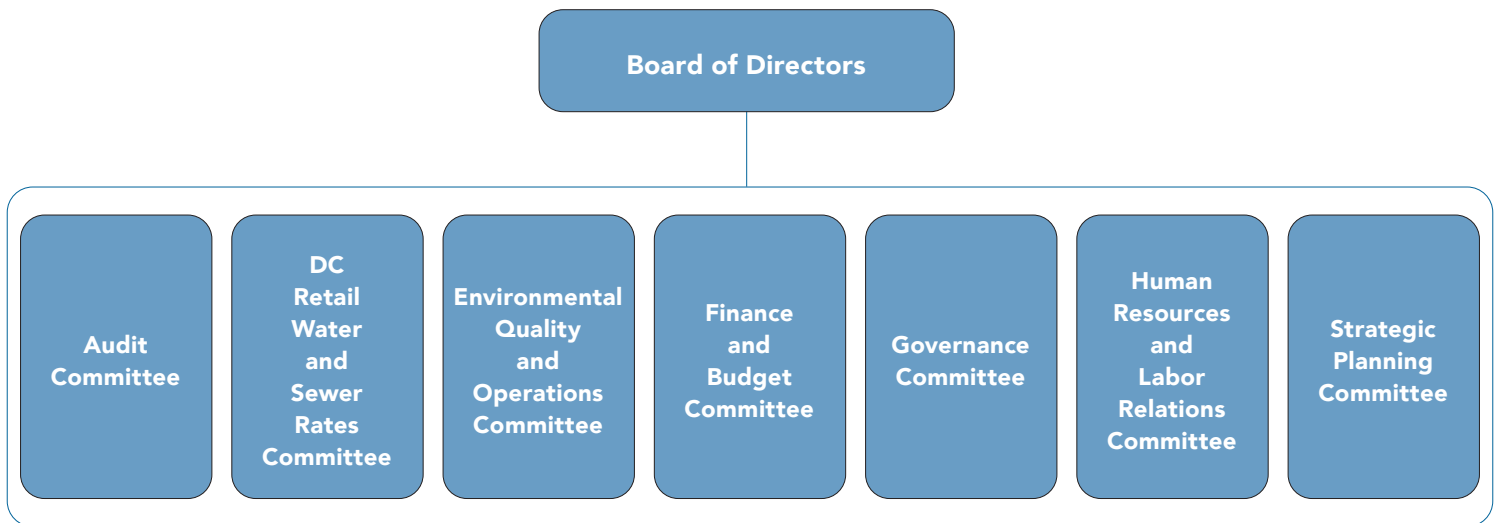 Board of Directors
Audit
Committee
DC
Retail
Water
and
Sewer
Rates
Committee
Environmental
Quality
and
Operations
Committee
Finance
and
Budget
Committee
Governance
Committee
Human
Resources
and
Labor
Relations
Committee
Strategic
Planning
Committee